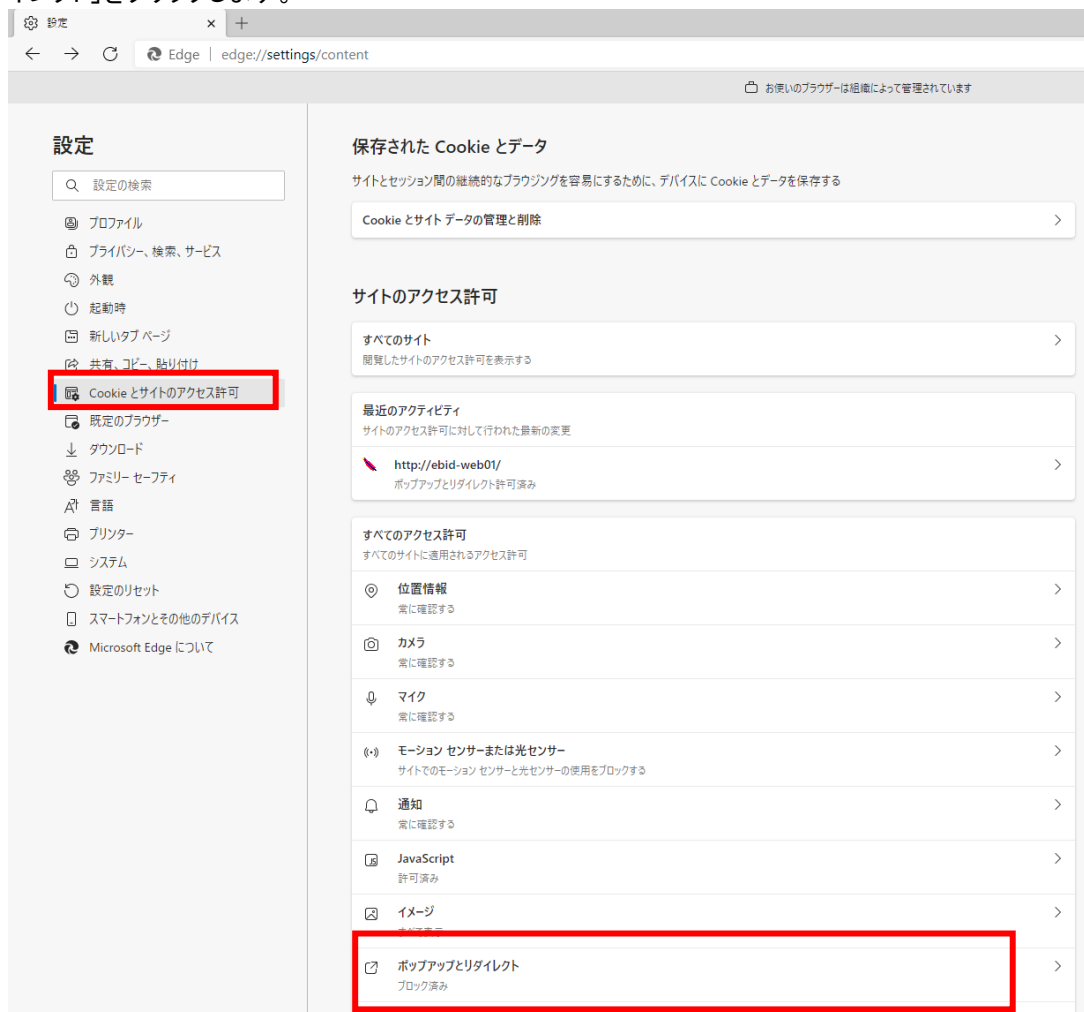 設定
Edge | edge://settings/content
お使いのブラウザーは組織によって管理されています
設定
設定の検索
プロファイル
プライバシー、検索、サービス
外観
起動時
新しいタブ ページ
共有、コピー、貼り付け
Cookie とサイトのアクセス許可
既定のブラウザー
ダウンロード
ファミリー セーフティ
言語
プリンター
システム
設定のリセット
スマートフォンとその他のデバイス
Microsoft Edge について
保存された Cookie とデータ
サイトとセッション間の継続的なブラウジングを容易にするために、デバイスに Cookie とデータを保存する
Cookie とサイト データの管理と削除
サイトのアクセス許可
すべてのサイト
閲覧したサイトのアクセス許可を表示する
最近のアクティビティ
サイトのアクセス許可に対して行われた最新の変更
http://ebid-web01/
ポップアップとリダイレクト許可済み
すべてのアクセス許可
すべてのサイトに適用されるアクセス許可
位置情報
常に確認する
カメラ
常に確認する
マイク
常に確認する
モーション センサーまたは光センサー
サイトでのモーション センサーと光センサーの使用をブロックする
通知
常に確認する
JavaScript
許可済み
イメージ
ポップアップとリダイレクト
ブロック済み